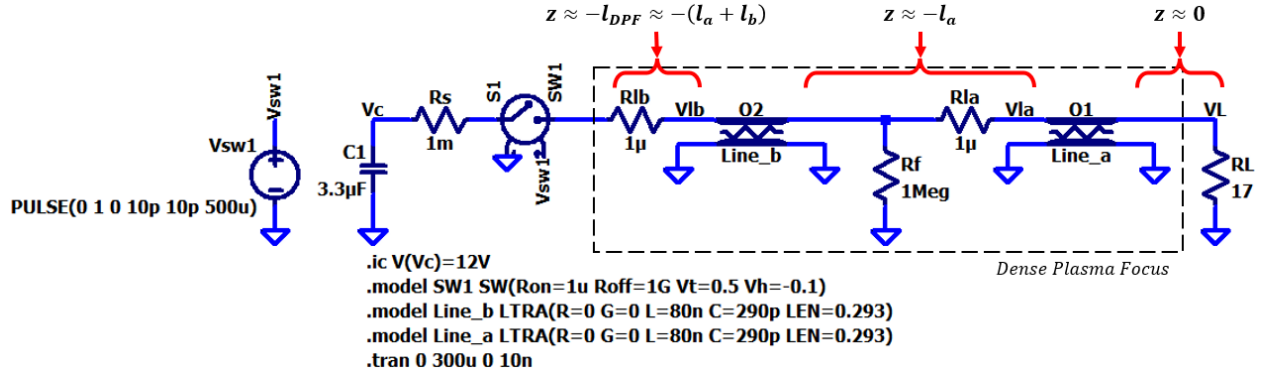 z ≈ −l_DPF ≈ −(l_a + l_b)
z ≈ −l_a
z ≈ 0
Vsw1
Vsw1
PULSE(0 1 0 10p 10p 500u)
Vc
C1
3.3µF
Rs
1m
S1
SW1
Vsw1
Rlb
1µ
Vlb
O2
Line_b
Rf
1Meg
Rla
1µ
Vla
O1
Line_a
VL
RL
17
Dense Plasma Focus
.ic V(Vc)=12V
.model SW1 SW(Ron=1u Roff=1G Vt=0.5 Vh=-0.1)
.model Line_b LTRA(R=0 G=0 L=80n C=290p LEN=0.293)
.model Line_a LTRA(R=0 G=0 L=80n C=290p LEN=0.293)
.tran 0 300u 0 10n